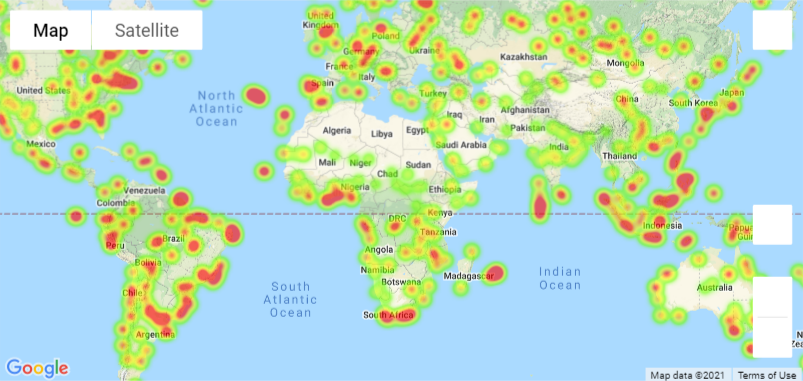 Map
Satellite
United
Kingdom
Poland
Germany
Ukraine
France
Spain
Italy
Turkey
Kazakhstan
Mongolia
China
South Korea
Japan
United States
North
Atlantic
Ocean
Mexico
Algeria
Libya
Egypt
Iraq
Iran
Afghanistan
Pakistan
Saudi Arabia
India
Thailand
Mali
Niger
Chad
Sudan
Nigeria
Ethiopia
Venezuela
Colombia
DRC
Kenya
Tanzania
Indonesia
Papua
Peru
Brazil
Bolivia
Angola
Namibia
Botswana
Madagascar
South
Atlantic
Ocean
Indian
Ocean
Australia
Chile
South Africa
Argentina
Google
Map data ©2021
Terms of Use